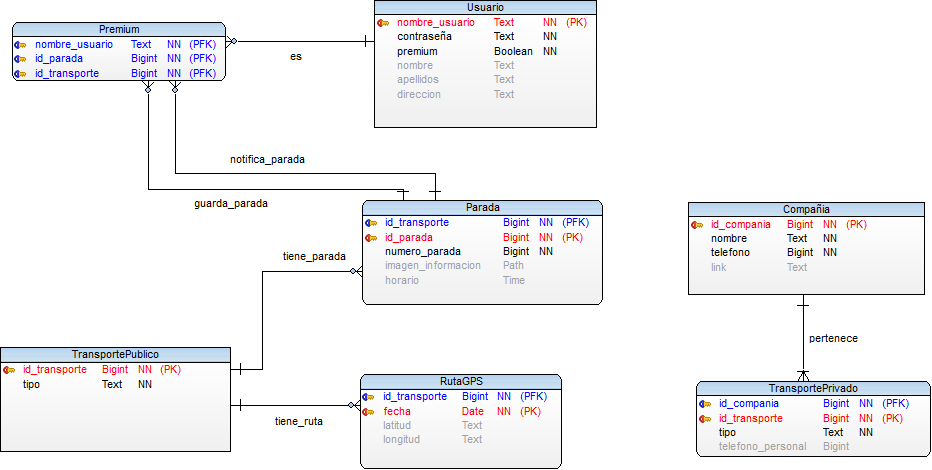 Usuario
nombre_usuario Text NN (PK)
contraseña Text NN
premium Boolean NN
nombre Text
apellidos Text
direccion Text
Premium
nombre_usuario Text NN (PFK)
id_parada Bigint NN (PFK)
id_transporte Bigint NN (PFK)
es
notifica_parada
guarda_parada
Parada
id_transporte Bigint NN (PFK)
id_parada Bigint NN (PK)
numero_parada Bigint NN
imagen_informacion Path
horario Time
Compañia
id_compania Bigint NN (PK)
nombre Text NN
telefono Bigint NN
link Text
tiene_parada
pertenece
TransportePublico
id_transporte Bigint NN (PK)
tipo Text NN
tiene_ruta
RutaGPS
id_transporte Bigint NN (PFK)
fecha Date NN (PK)
latitud Text
longitud Text
TransportePrivado
id_compania Bigint NN (PFK)
id_transporte Bigint NN (PK)
tipo Text NN
telefono_personal Bigint